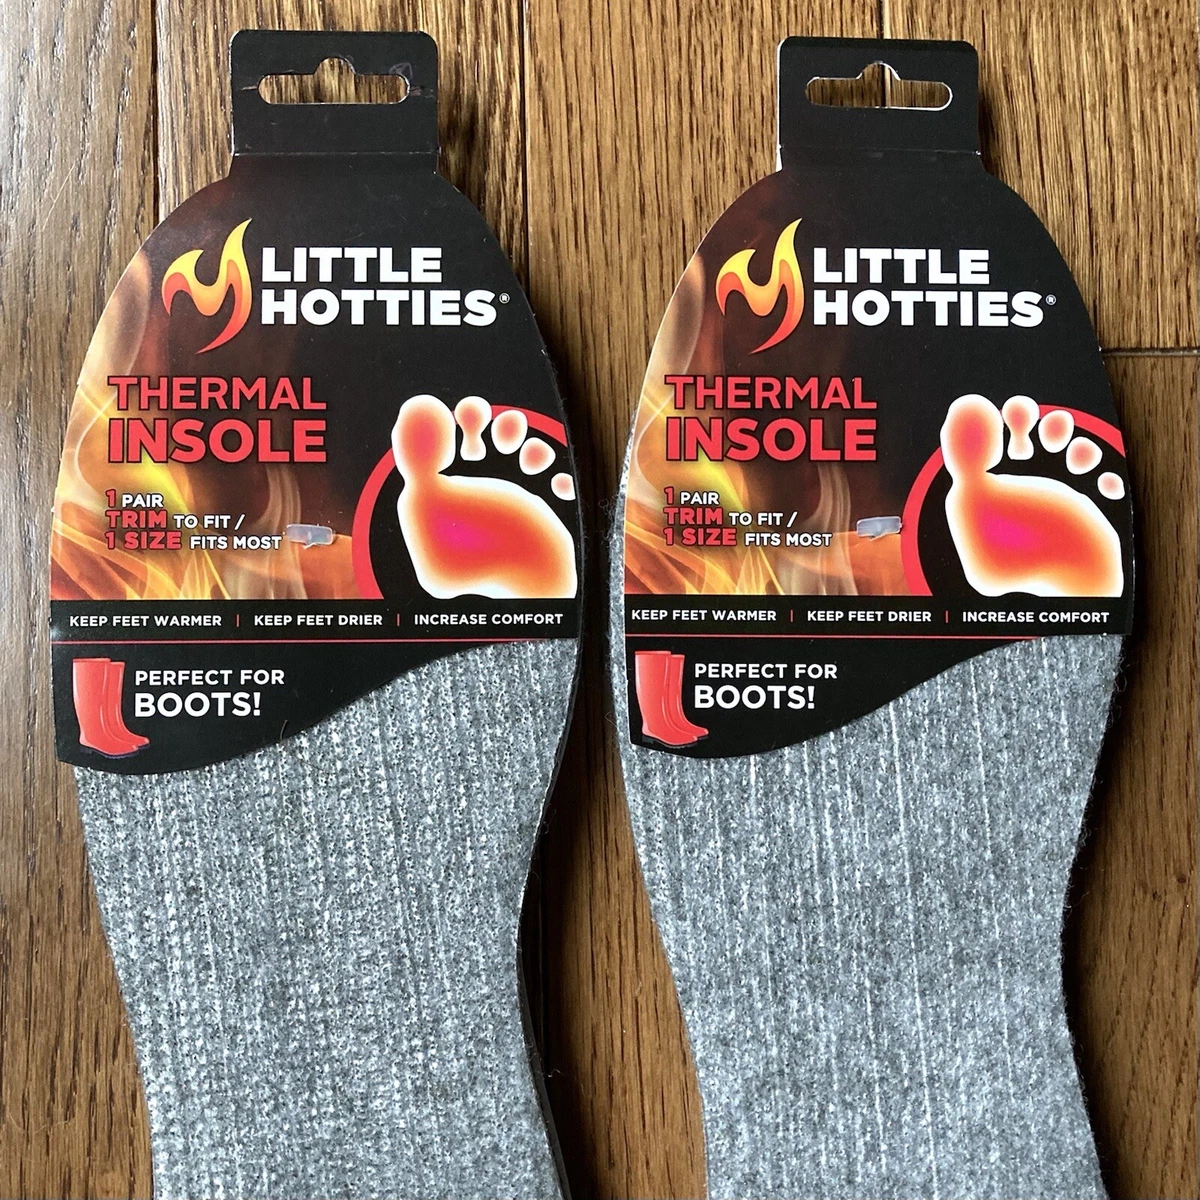 LITTLE
HOTTIES®
THERMAL
INSOLE
1 PAIR
TRIM TO FIT /
1 SIZE FITS MOST
KEEP FEET WARMER | KEEP FEET DRIER | INCREASE COMFORT
PERFECT FOR
BOOTS!
LITTLE
HOTTIES®
THERMAL
INSOLE
1 PAIR
TRIM TO FIT /
1 SIZE FITS MOST
KEEP FEET WARMER | KEEP FEET DRIER | INCREASE COMFORT
PERFECT FOR
BOOTS!